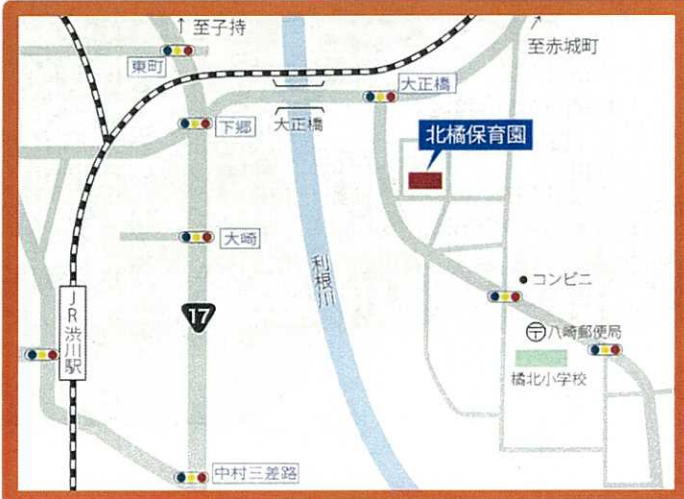 ↑ 至子持
至赤城町
東町
大正橋
下郷
大正橋
北橘保育園
大崎
利根川
コンビニ
17
〒八崎郵便局
JR渋川駅
橘北小学校
中村三差路